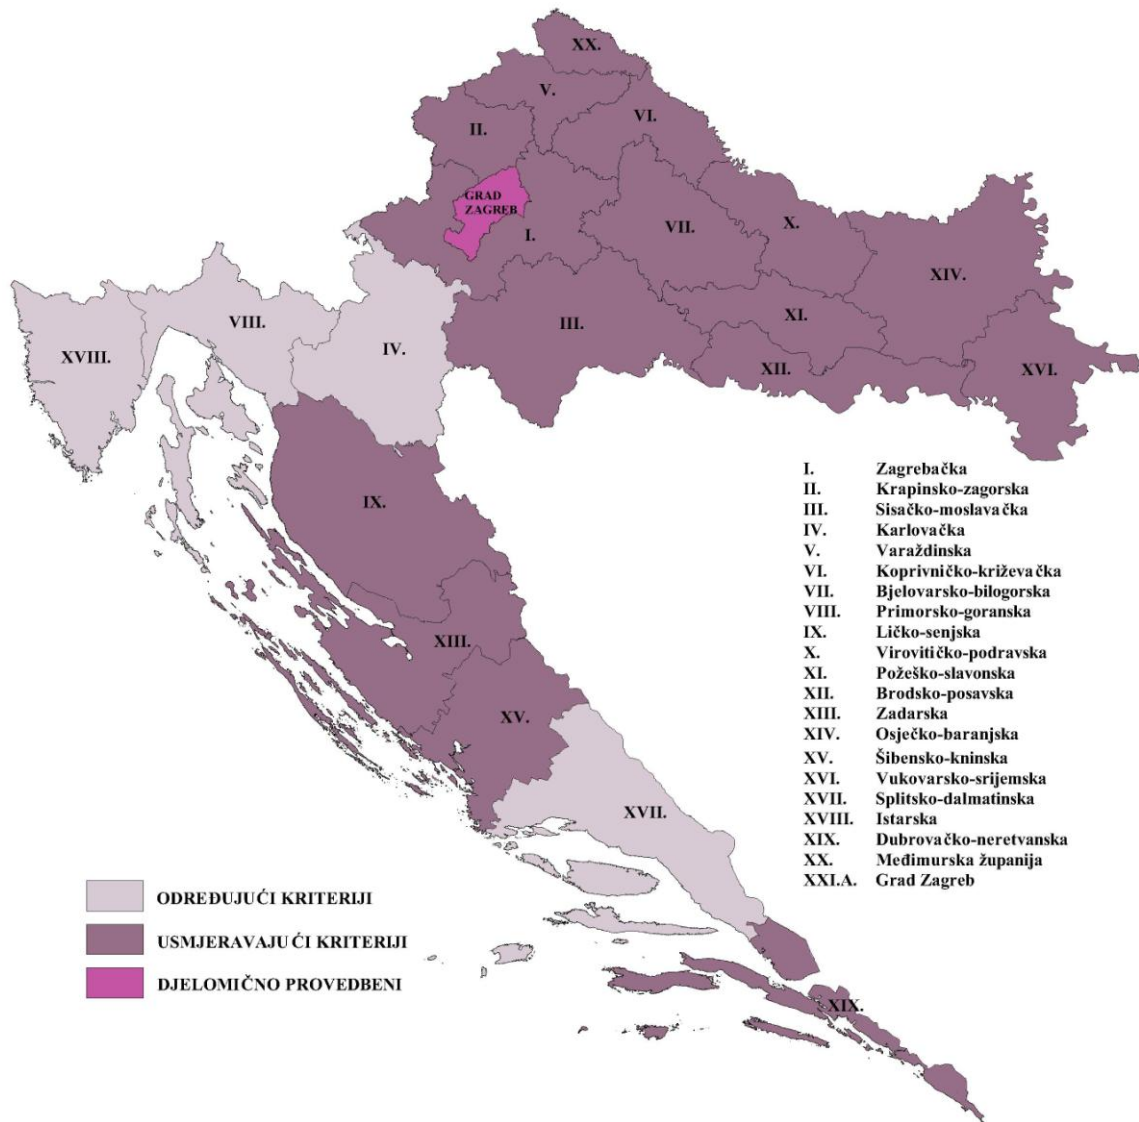 XX.
V.
VI.
II.
GRAD
ZAGREB
I.
VII.
X.
XIV.
VIII.
III.
XI.
XVIII.
IV.
XII.
XVI.
IX.
XIII.
XV.
XVII.
XIX.
I. Zagrebačka
II. Krapinsko-zagorska
III. Sisačko-moslavačka
IV. Karlovačka
V. Varaždinska
VI. Koprivničko-križevačka
VII. Bjelovarsko-bilogorska
VIII. Primorsko-goranska
IX. Ličko-senjska
X. Virovitičko-podravska
XI. Požeško-slavonska
XII. Brodsko-posavska
XIII. Zadarska
XIV. Osječko-baranjska
XV. Šibensko-kninska
XVI. Vukovarsko-srijemska
XVII. Splitsko-dalmatinska
XVIII. Istarska
XIX. Dubrovačko-neretvanska
XX. Međimurska županija
XXI.A. Grad Zagreb
ODREĐUJUĆI KRITERIJI
USMJERAVAJUĆI KRITERIJI
DJELOMIČNO PROVEDBENI